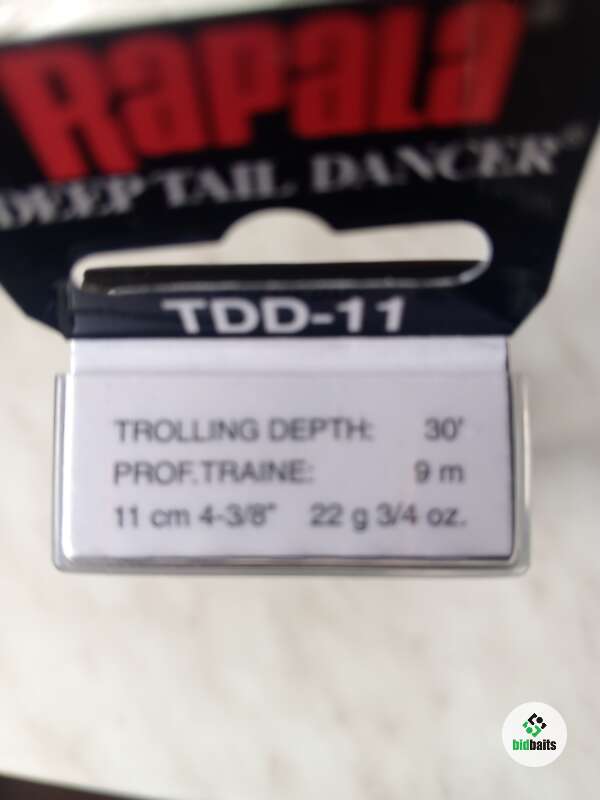 Rapala
DEEP TAIL DANCER®
TDD-11
TROLLING DEPTH: 30'
PROF.TRAINE: 9 m
11 cm 4-3/8" 22 g 3/4 oz.
bidbaits